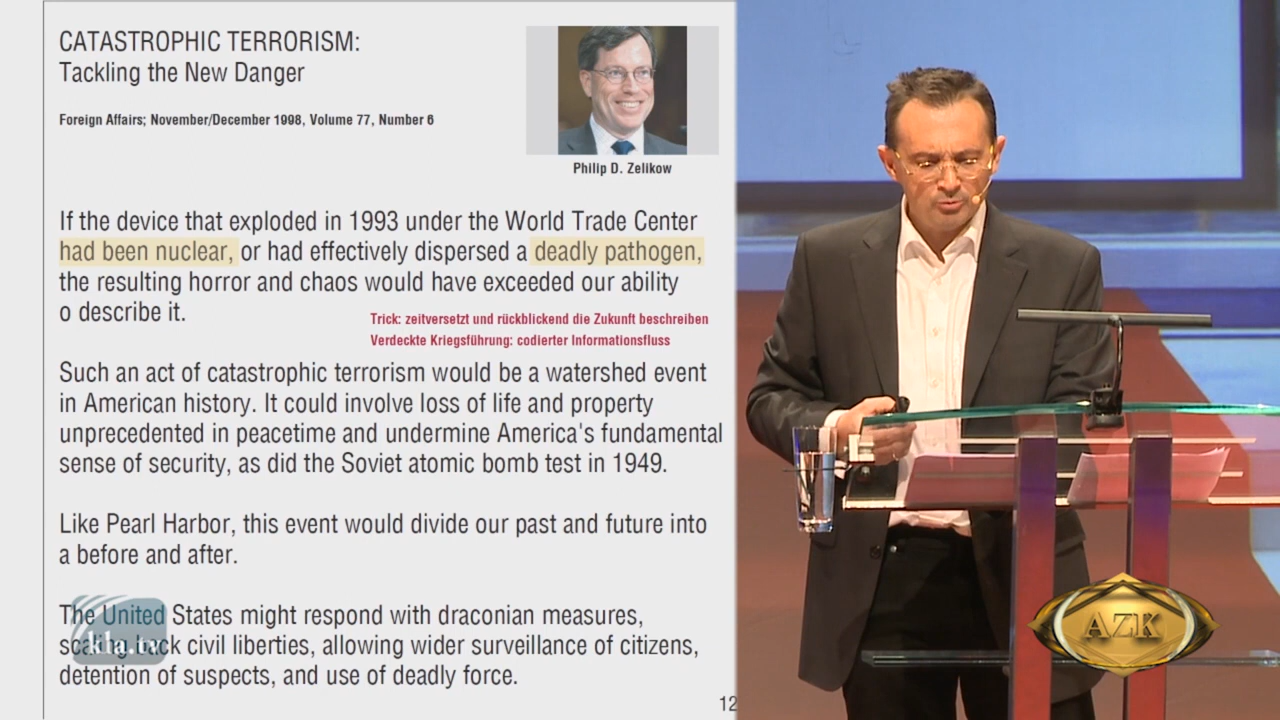 CATASTROPHIC TERRORISM:
Tackling the New Danger
Foreign Affairs; November/December 1998, Volume 77, Number 6
Philip D. Zelikow
If the device that exploded in 1993 under the World Trade Center
had been nuclear, or had effectively dispersed a deadly pathogen,
the resulting horror and chaos would have exceeded our ability
o describe it.
Trick: zeitversetzt und rückblickend die Zukunft beschreiben
Verdeckte Kriegsführung: codierter Informationsfluss
Such an act of catastrophic terrorism would be a watershed event
in American history. It could involve loss of life and property
unprecedented in peacetime and undermine America's fundamental
sense of security, as did the Soviet atomic bomb test in 1949.
Like Pearl Harbor, this event would divide our past and future into
a before and after.
The United States might respond with draconian measures,
scaling back civil liberties, allowing wider surveillance of citizens,
detention of suspects, and use of deadly force.
kla.tv
12
AZK